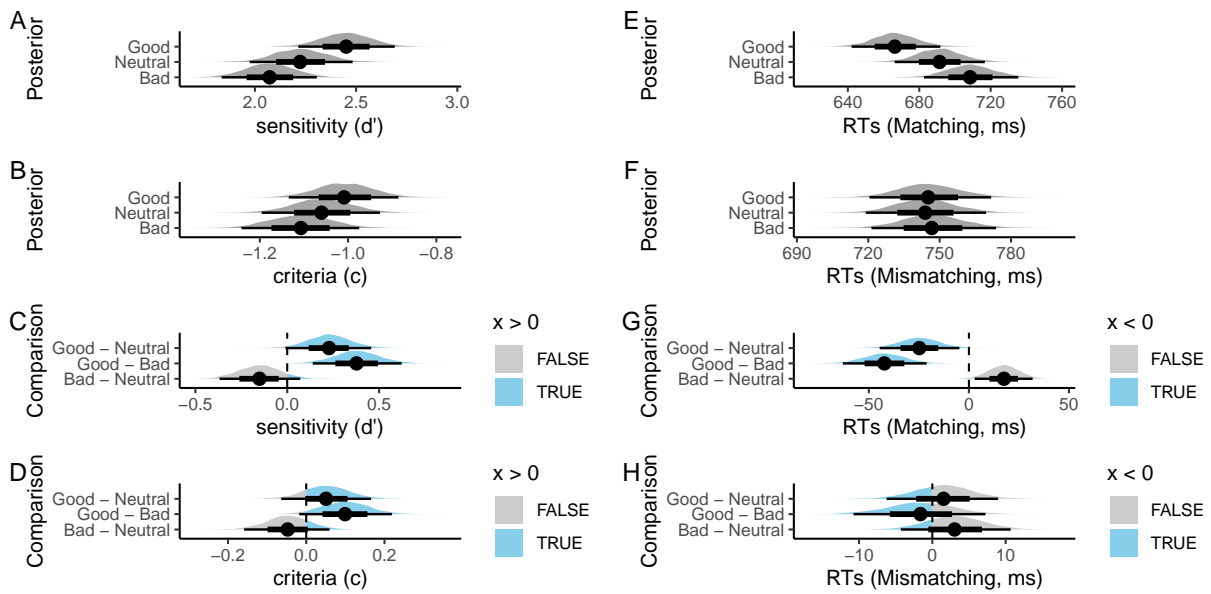 A
Posterior
Good
Neutral
Bad
2.0 2.5 3.0
sensitivity (d')
B
Posterior
Good
Neutral
Bad
−1.2 −1.0 −0.8
criteria (c)
C
Comparison
Good − Neutral
Good − Bad
Bad − Neutral
−0.5 0.0 0.5
sensitivity (d')
x > 0
FALSE
TRUE
D
Comparison
Good − Neutral
Good − Bad
Bad − Neutral
−0.2 0.0 0.2
criteria (c)
x > 0
FALSE
TRUE
E
Posterior
Good
Neutral
Bad
640 680 720 760
RTs (Matching, ms)
F
Posterior
Good
Neutral
Bad
690 720 750 780
RTs (Mismatching, ms)
G
Comparison
Good − Neutral
Good − Bad
Bad − Neutral
−50 0 50
RTs (Matching, ms)
x < 0
FALSE
TRUE
H
Comparison
Good − Neutral
Good − Bad
Bad − Neutral
−10 0 10
RTs (Mismatching, ms)
x < 0
FALSE
TRUE